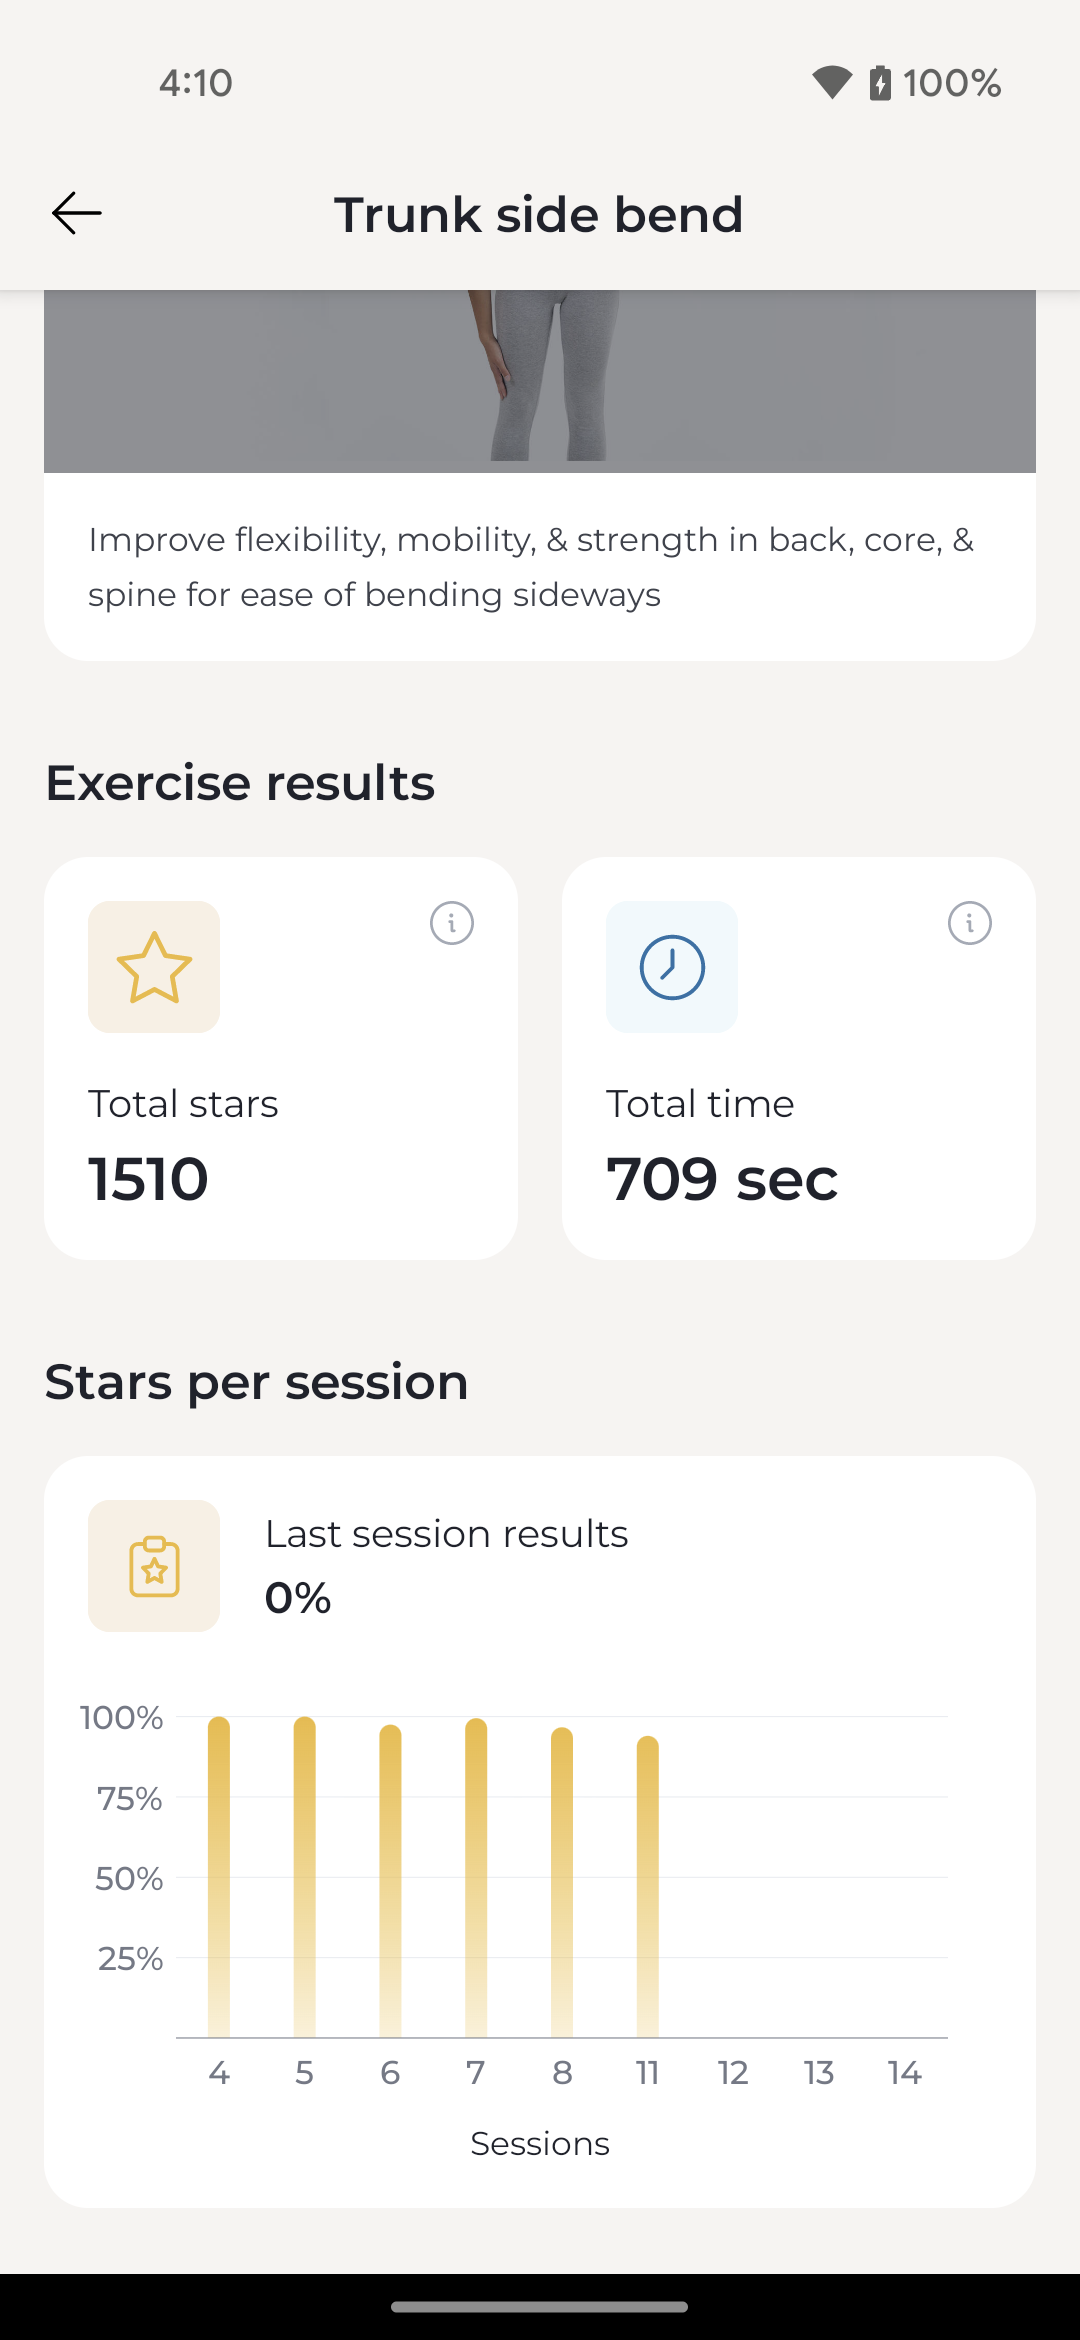 4:10
100%
Trunk side bend
Improve flexibility, mobility, & strength in back, core, &
spine for ease of bending sideways
Exercise results
Total stars
1510
Total time
709 sec
Stars per session
Last session results
0%
100%
75%
50%
25%
4 5 6 7 8 11 12 13 14
Sessions